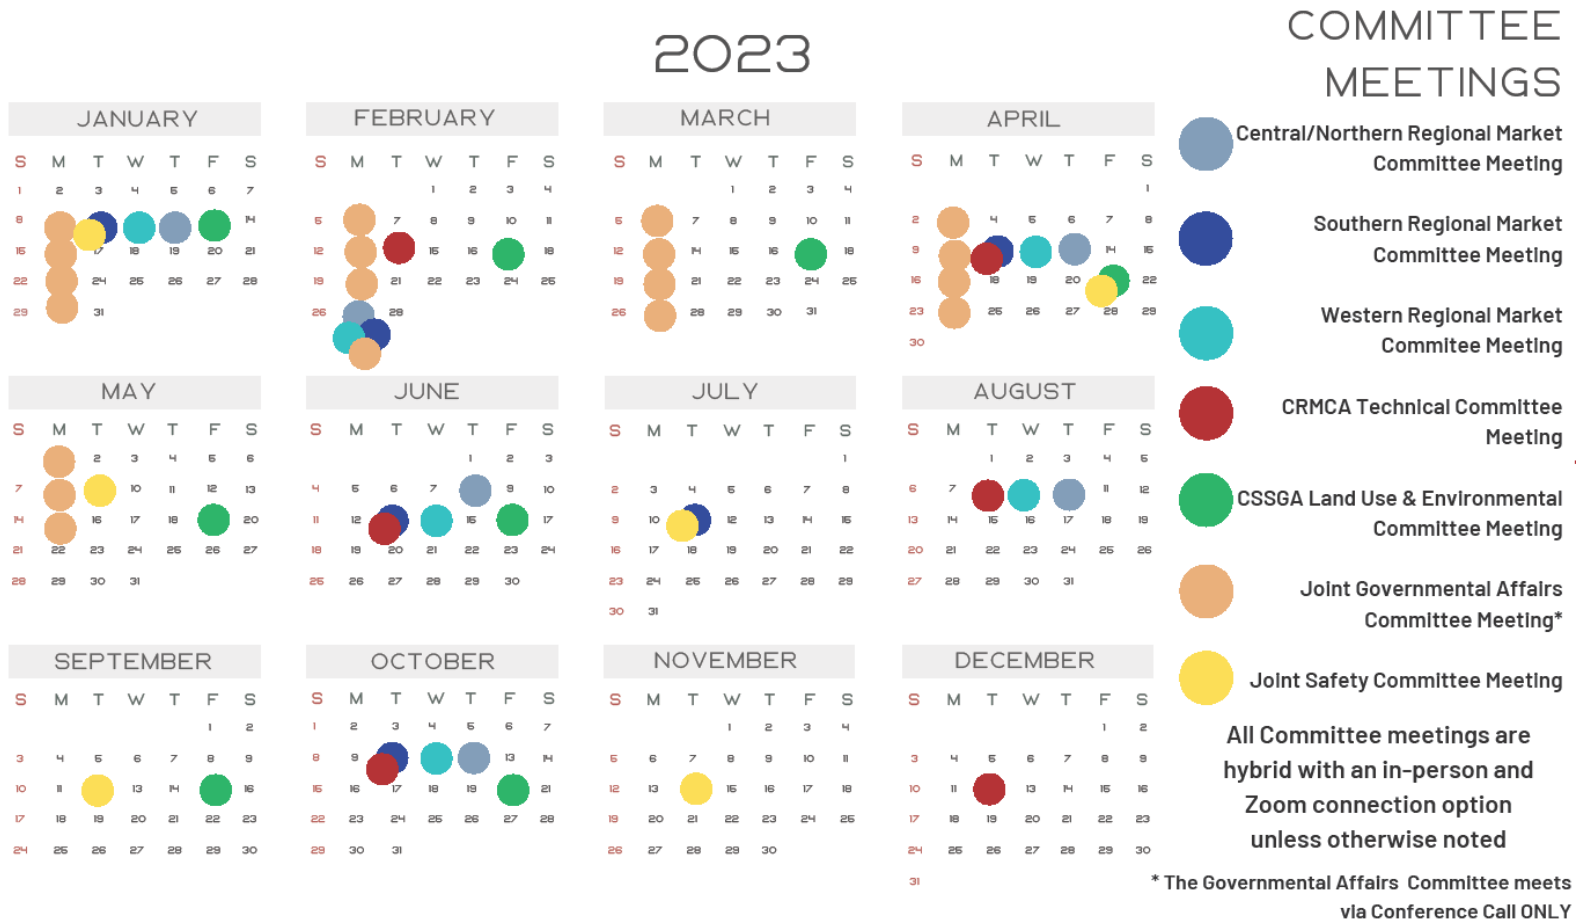 2023
JANUARY
S M T W T F S
1 2 3 4 5 6 7
8 14
15 17 18 19 20 21
22 24 25 26 27 28
29 31
FEBRUARY
S M T W T F S
1 2 3 4
5 7 8 9 10 11
12 15 16 18
19 21 22 23 24 25
26 28
MARCH
S M T W T F S
1 2 3 4
5 7 8 9 10 11
12 14 15 16 18
19 21 22 23 24 25
26 28 29 30 31
APRIL
S M T W T F S
1
2 4 5 6 7 8
9 14 15
16 18 19 20 22
23 25 26 27 28 29
30
MAY
S M T W T F S
2 3 4 5 6
7 10 11 12 13
14 16 17 18 20
21 22 23 24 25 26 27
28 29 30 31
JUNE
S M T W T F S
1 2 3
4 5 6 7 9 10
11 12 15 17
18 19 20 21 22 23 24
25 26 27 28 29 30
JULY
S M T W T F S
1
2 3 4 5 6 7 8
9 10 12 13 14 15
16 17 18 19 20 21 22
23 24 25 26 27 28 29
30 31
AUGUST
S M T W T F S
1 2 3 4 5
6 7 11 12
13 14 15 16 17 18 19
20 21 22 23 24 25 26
27 28 29 30 31
SEPTEMBER
S M T W T F S
1 2
3 4 5 6 7 8 9
10 11 13 14 16
17 18 19 20 21 22 23
24 25 26 27 28 29 30
OCTOBER
S M T W T F S
1 2 3 4 5 6 7
8 9 13 14
15 16 17 18 19 21
22 23 24 25 26 27 28
29 30 31
NOVEMBER
S M T W T F S
1 2 3 4
5 6 7 8 9 10 11
12 13 15 16 17 18
19 20 21 22 23 24 25
26 27 28 29 30
DECEMBER
S M T W T F S
1 2
3 4 5 6 7 8 9
10 11 13 14 15 16
17 18 19 20 21 22 23
24 25 26 27 28 29 30
31
COMMITTEE
MEETINGS
Central/Northern Regional Market
Committee Meeting
Southern Regional Market
Committee Meeting
Western Regional Market
Commitee Meeting
CRMCA Technical Committee
Meeting
CSSGA Land Use & Environmental
Committee Meeting
Joint Governmental Affairs
Committee Meeting*
Joint Safety Committee Meeting
All Committee meetings are
hybrid with an in-person and
Zoom connection option
unless otherwise noted
* The Governmental Affairs Committee meets
via Conference Call ONLY